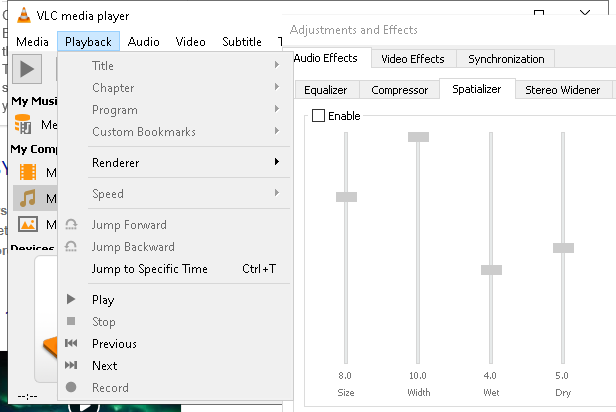 VLC media player
Media Playback Audio Video Subtitle
Title
Chapter
Program
Custom Bookmarks
Renderer
Speed
Jump Forward
Jump Backward
Jump to Specific Time Ctrl+T
Play
Stop
Previous
Next
Record
My Music
My Comp
Devices
--:--
Adjustments and Effects
Audio Effects Video Effects Synchronization
Equalizer Compressor Spatializer Stereo Widener
Enable
8.0 10.0 4.0 5.0
Size Width Wet Dry